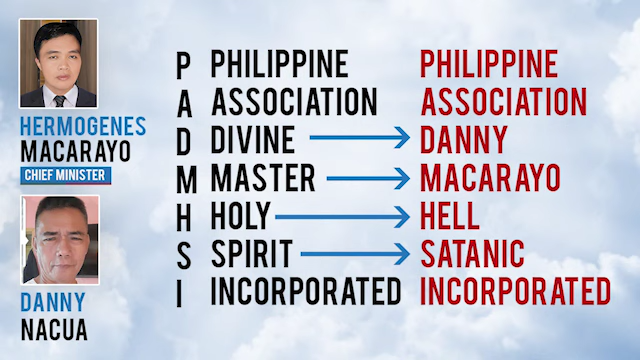 HERMOGENES
MACARAYO
CHIEF MINISTER
DANNY
NACUA
P PHILIPPINE PHILIPPINE
A ASSOCIATION ASSOCIATION
D DIVINE DANNY
M MASTER MACARAYO
H HOLY HELL
S SPIRIT SATANIC
I INCORPORATED INCORPORATED